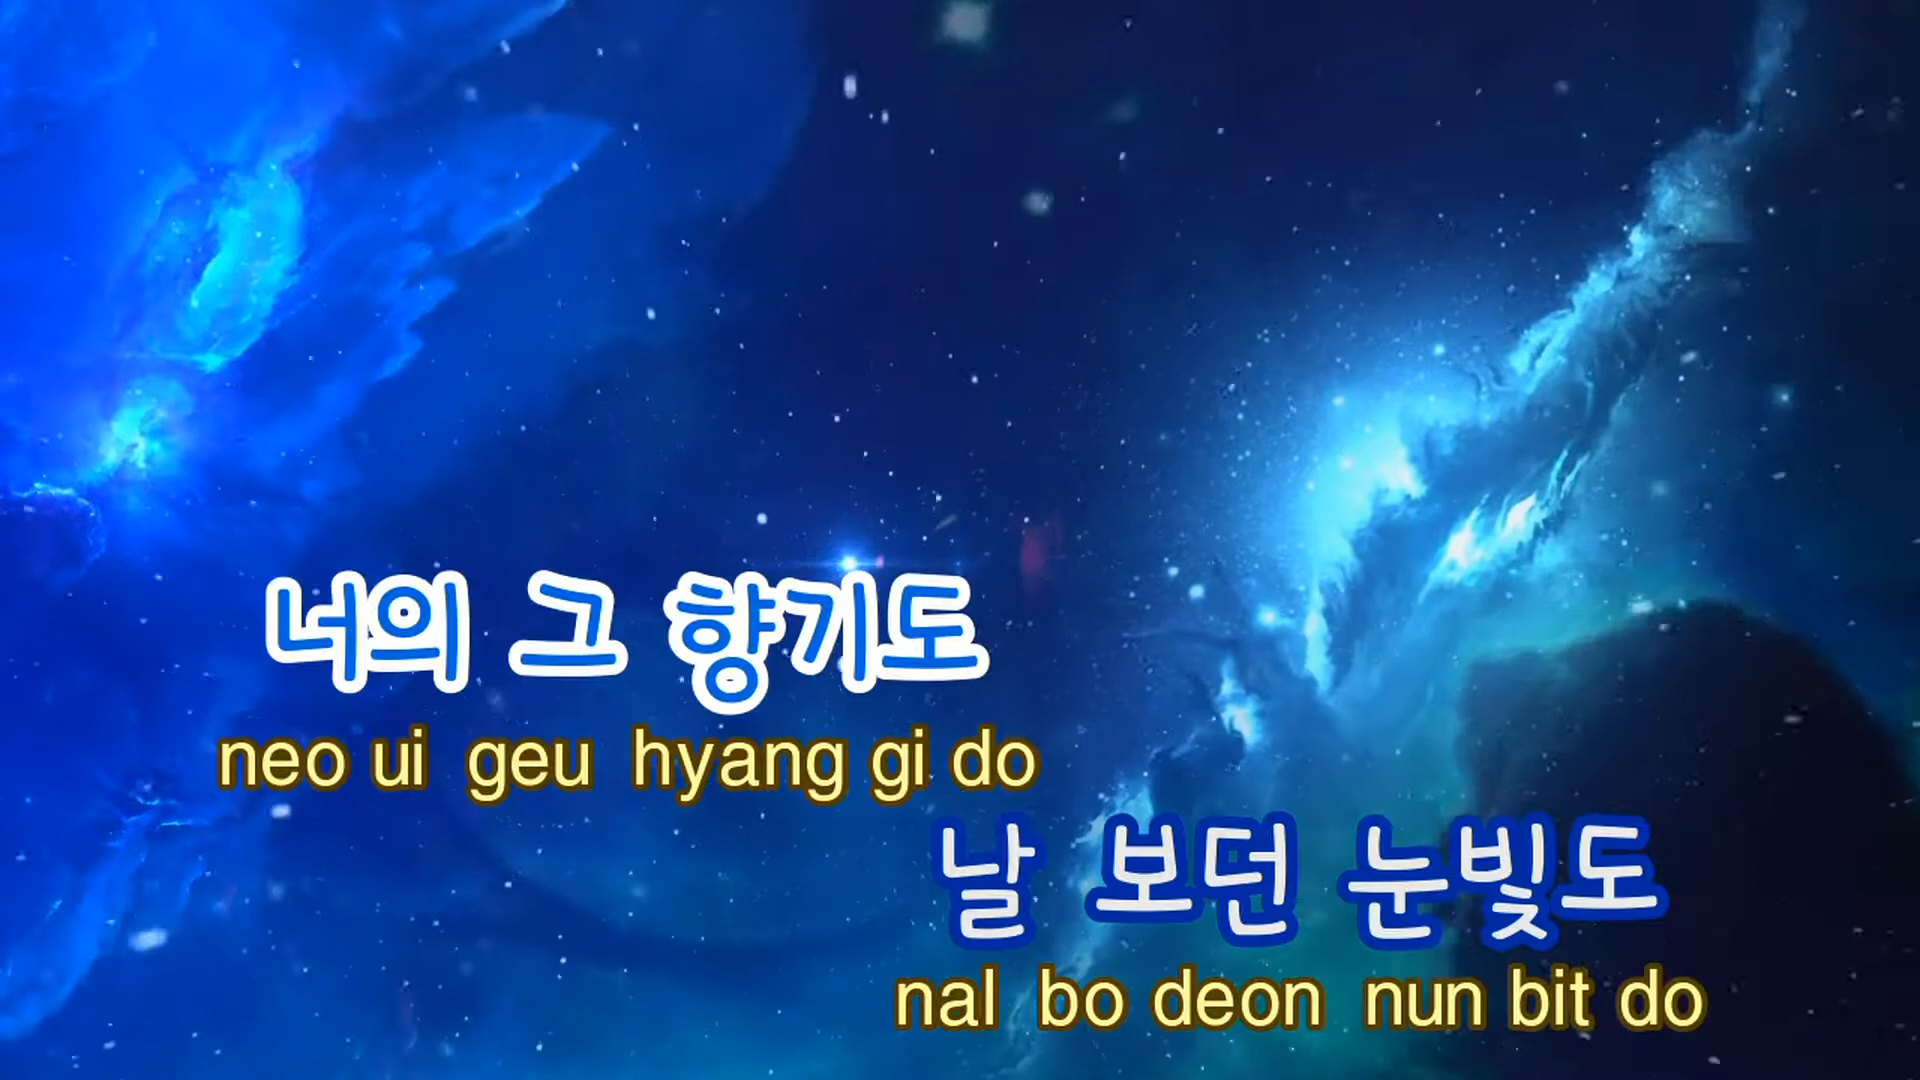 너의 그 향기도
neo ui geu hyang gi do
날 보던 눈빛도
nal bo deon nun bit do